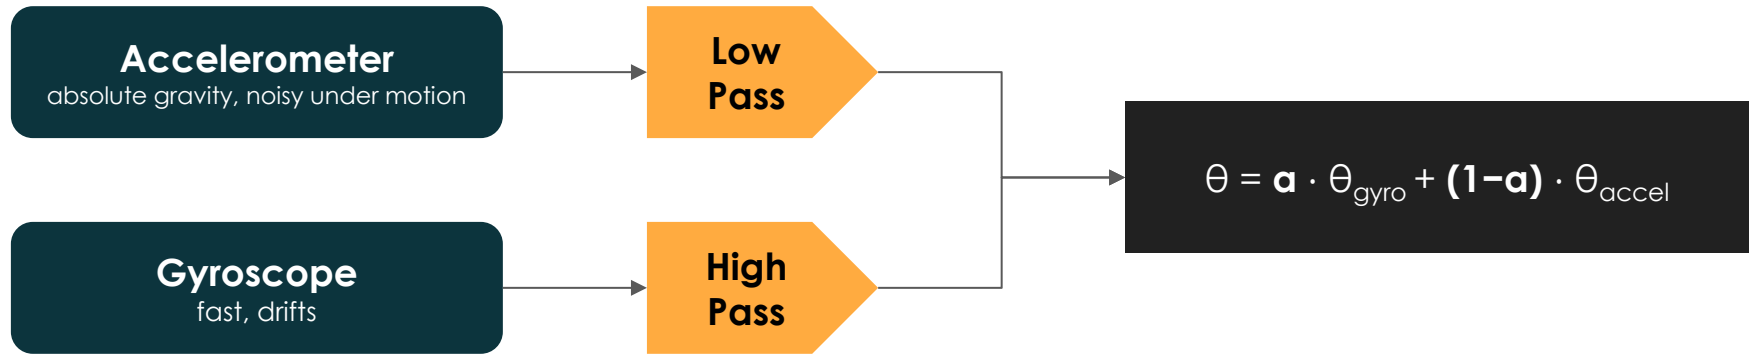 Accelerometer
absolute gravity, noisy under motion
Low
Pass
Gyroscope
fast, drifts
High
Pass
θ = a · θgyro + (1−a) · θaccel